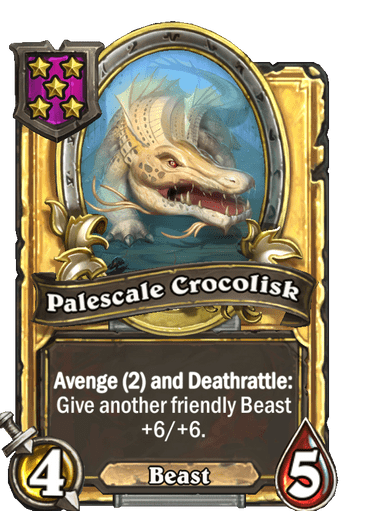 Palescale Crocolisk
Avenge (2) and Deathrattle:
Give another friendly Beast
+6/+6.
4
Beast
5